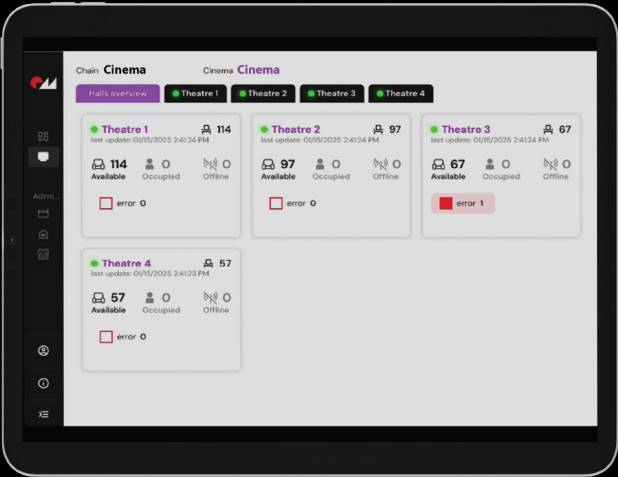 Chain Cinema Cinema Cinema
Halls overview Theatre 1 Theatre 2 Theatre 3 Theatre 4
Theatre 1 114
last update: 01/15/2025 2:41:24 PM
114 0 0
Available Occupied Offline
error 0
Theatre 2 97
last update: 01/15/2025 2:41:24 PM
97 0 0
Available Occupied Offline
error 0
Theatre 3 67
last update: 01/15/2025 2:41:24 PM
67 0 0
Available Occupied Offline
error 1
Admi...
Theatre 4 57
last update: 01/15/2025 2:41:23 PM
57 0 0
Available Occupied Offline
error 0